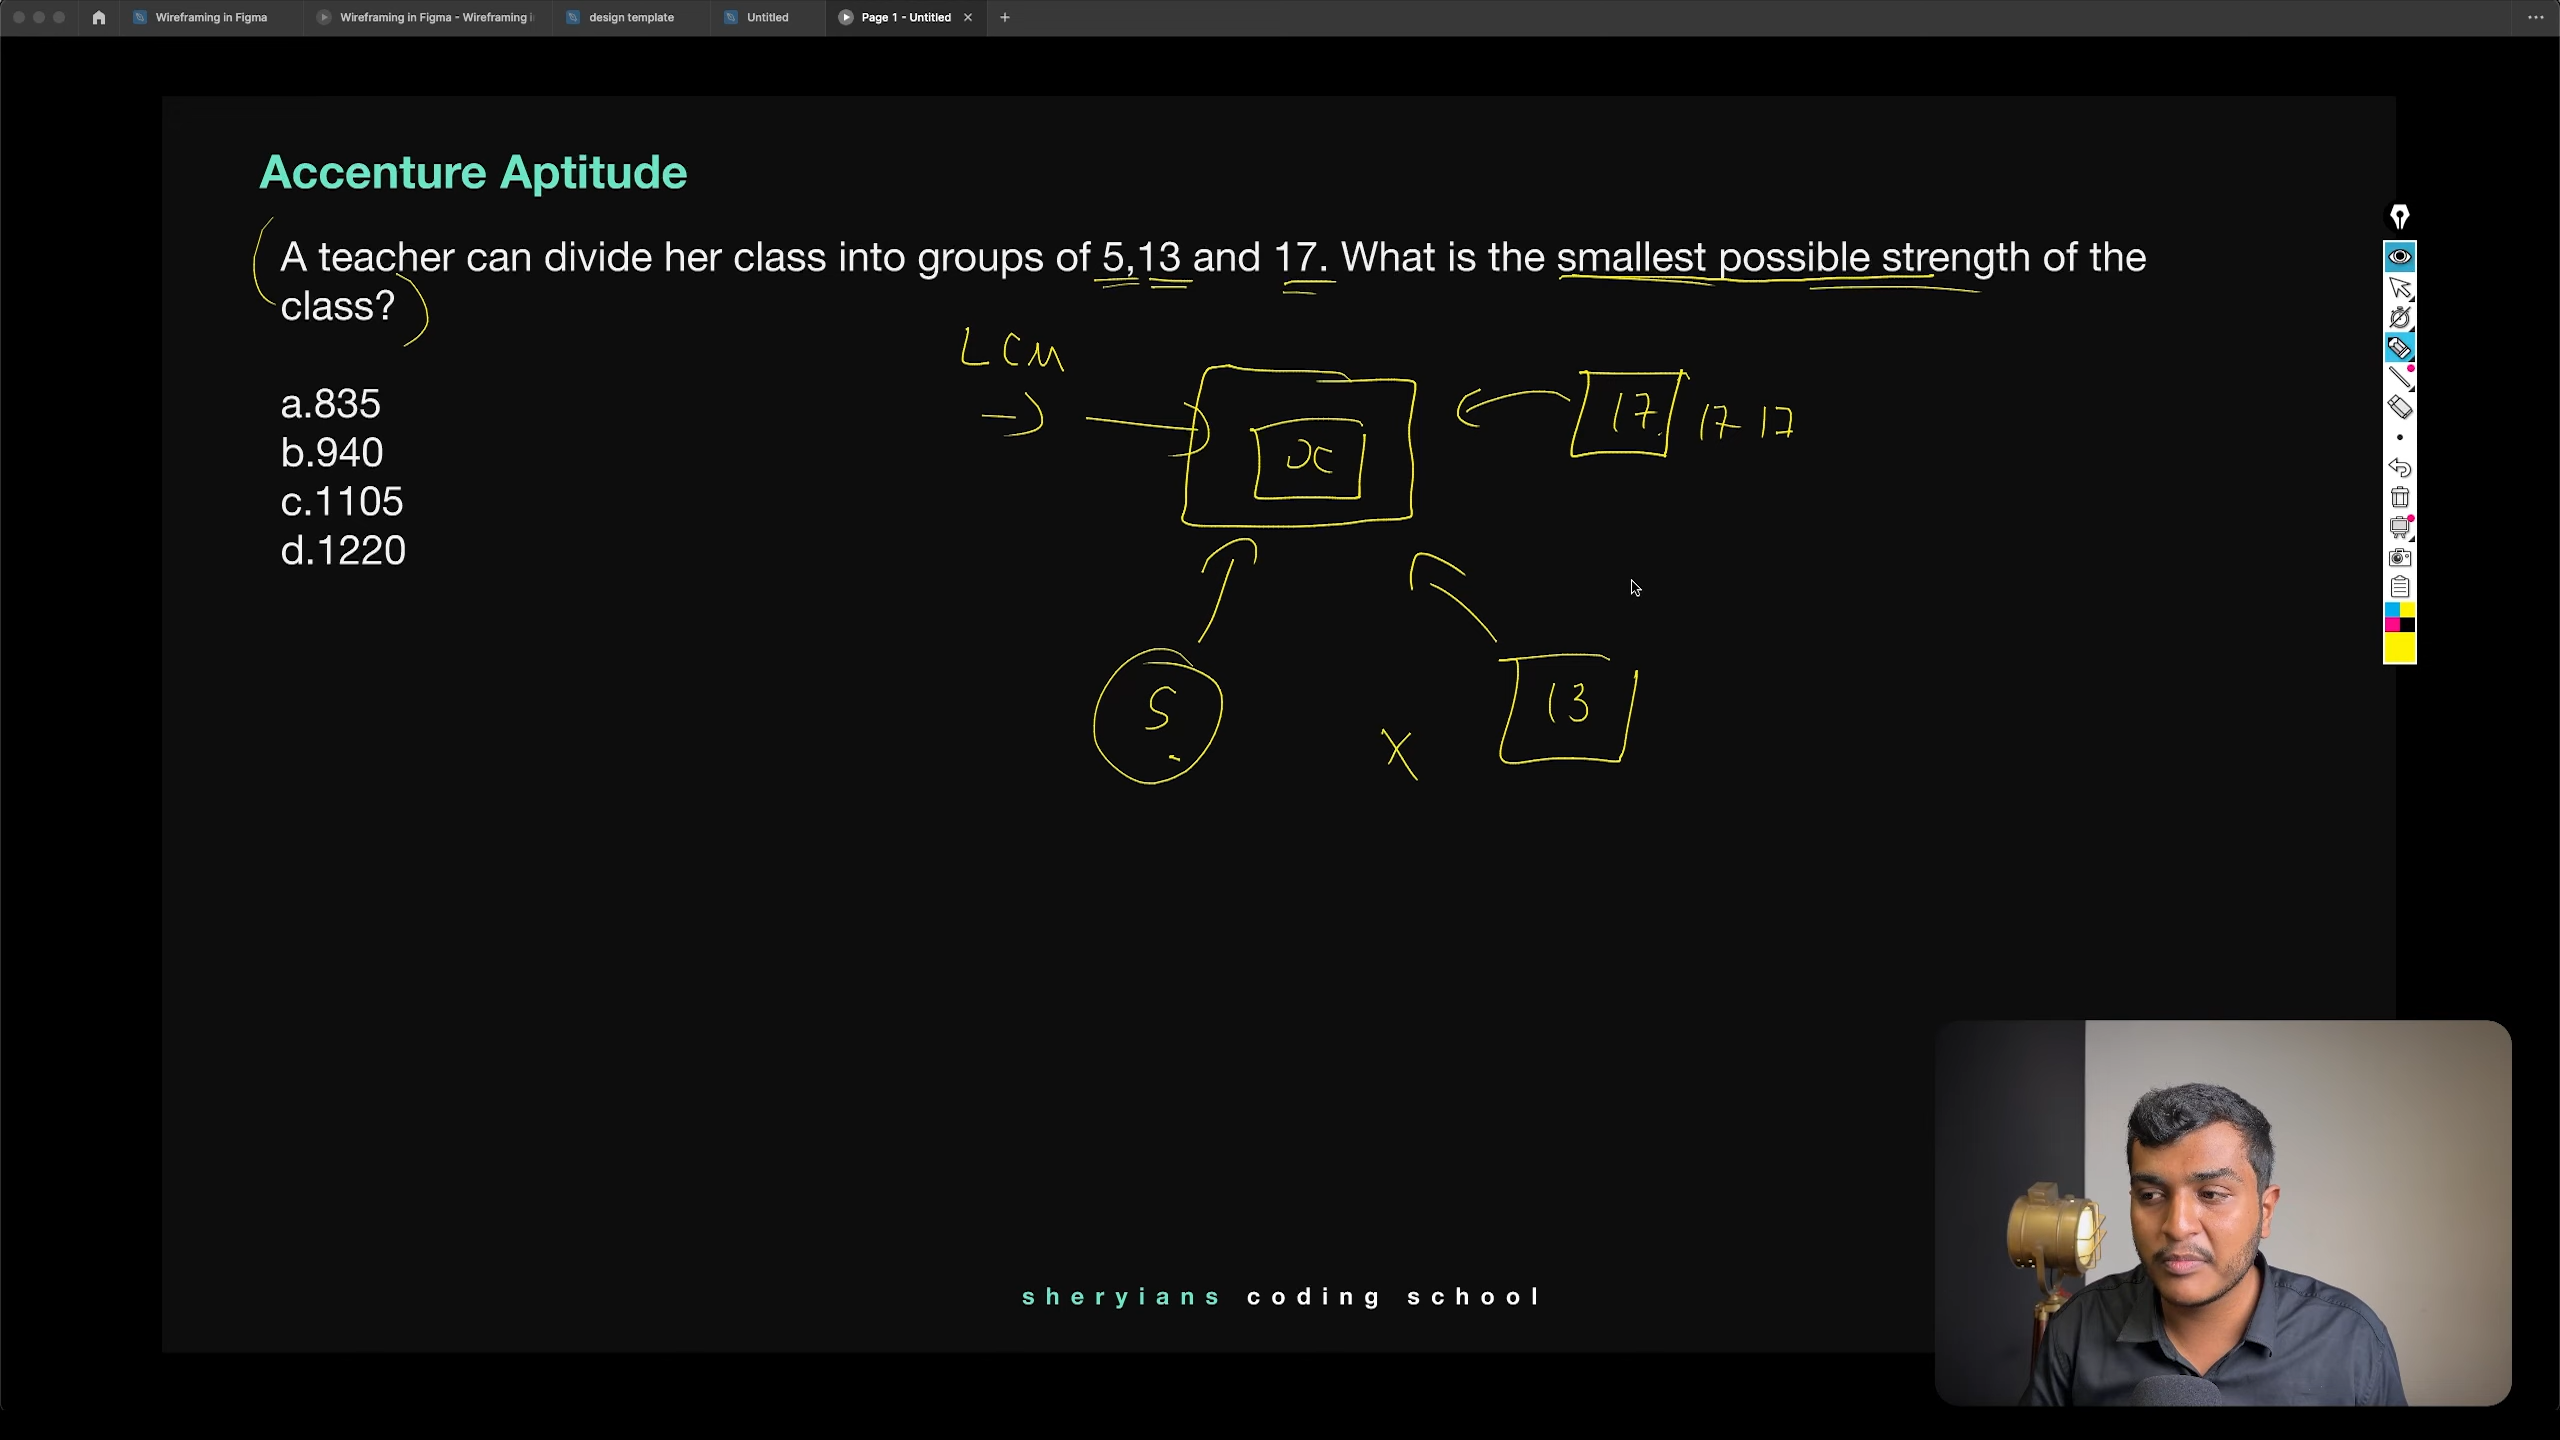 Wireframing in Figma
Wireframing in Figma - Wireframing i
design template
Untitled
Page 1 - Untitled
Accenture Aptitude
A teacher can divide her class into groups of 5,13 and 17. What is the smallest possible strength of the
class?
LCM
a.835
b.940
c.1105
d.1220
x
17
17 17
5
X
13
sheryians coding school